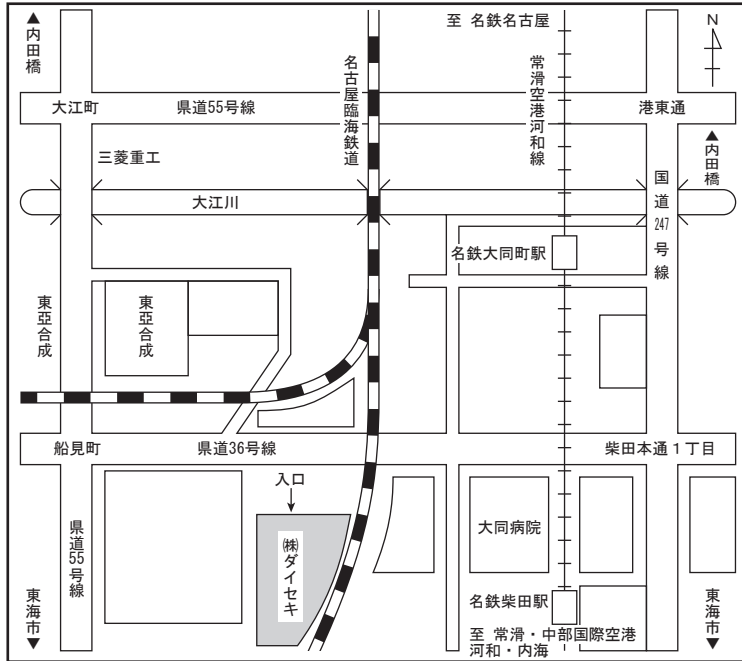 至 名鉄名古屋
N
▲内田橋
名古屋臨海鉄道
常滑空港河和線
大江町
県道55号線
港東通
▲内田橋
三菱重工
大江川
国道247号線
名鉄大同町駅
東亞合成
東亞合成
船見町
県道36号線
柴田本通1丁目
入口
県道55号線
㈱ダイセキ
大同病院
東海市▼
名鉄柴田駅
東海市▼
至 常滑・中部国際空港
河和・内海